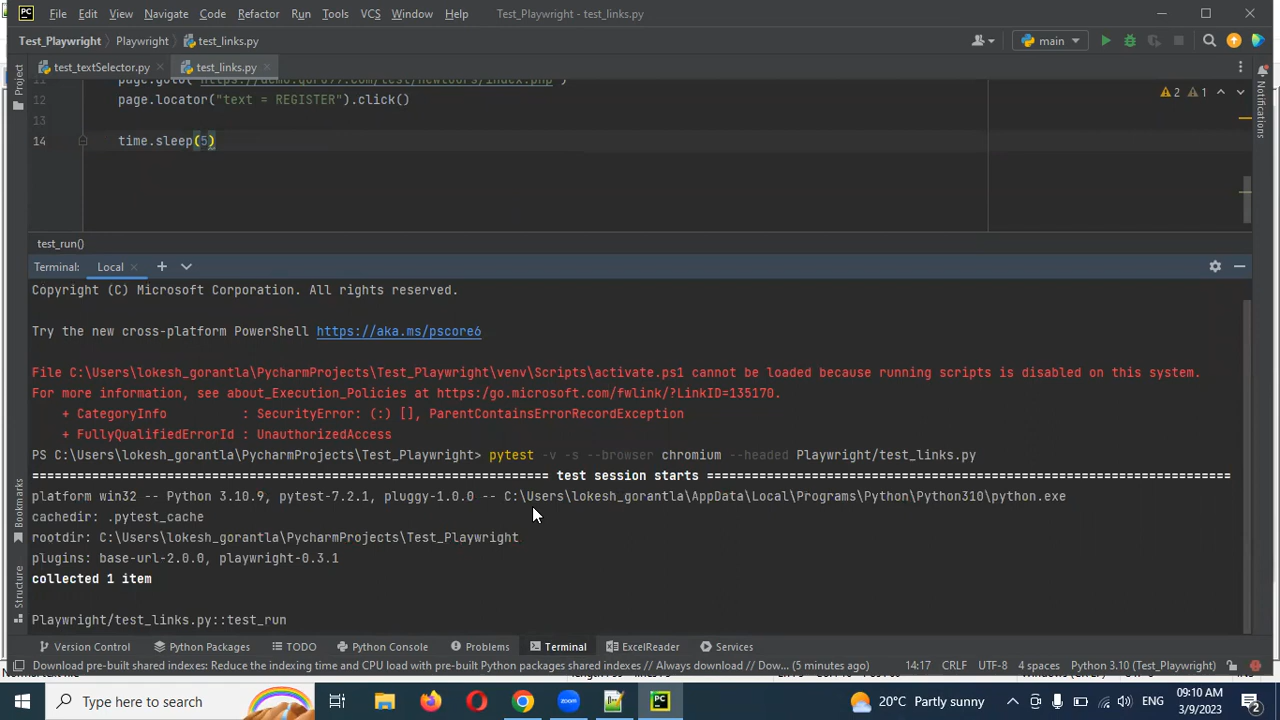 File Edit View Navigate Code Refactor Run Tools VCS Window Help Test_Playwright - test_links.py
Test_Playwright Playwright test_links.py main
test_textSelector.py test_links.py
12 page.locator("text = REGISTER").click()
13
14 time.sleep(5)
2 1
test_run()
Terminal: Local
Copyright (C) Microsoft Corporation. All rights reserved.
Try the new cross-platform PowerShell https://aka.ms/pscore6
File C:\Users\lokesh_gorantla\PycharmProjects\Test_Playwright\venv\Scripts\activate.ps1 cannot be loaded because running scripts is disabled on this system.
For more information, see about_Execution_Policies at https:/go.microsoft.com/fwlink/?LinkID=135170.
+ CategoryInfo : SecurityError: (:) [], ParentContainsErrorRecordException
+ FullyQualifiedErrorId : UnauthorizedAccess
PS C:\Users\lokesh_gorantla\PycharmProjects\Test_Playwright> pytest -v -s --browser chromium --headed Playwright/test_links.py
============================================== test session starts ==============================================
platform win32 -- Python 3.10.9, pytest-7.2.1, pluggy-1.0.0 -- C:\Users\lokesh_gorantla\AppData\Local\Programs\Python\Python310\python.exe
cachedir: .pytest_cache
rootdir: C:\Users\lokesh_gorantla\PycharmProjects\Test_Playwright
plugins: base-url-2.0.0, playwright-0.3.1
collected 1 item
Playwright/test_links.py::test_run
Project
Bookmarks
Structure
Notifications
Version Control Python Packages TODO Python Console Problems Terminal ExcelReader Services
Download pre-built shared indexes: Reduce the indexing time and CPU load with pre-built Python packages shared indexes // Always download // Dow... (5 minutes ago) 14:17 CRLF UTF-8 4 spaces Python 3.10 (Test_Playwright)
Type here to search 20°C Partly sunny ENG 09:10 AM
3/9/2023
2